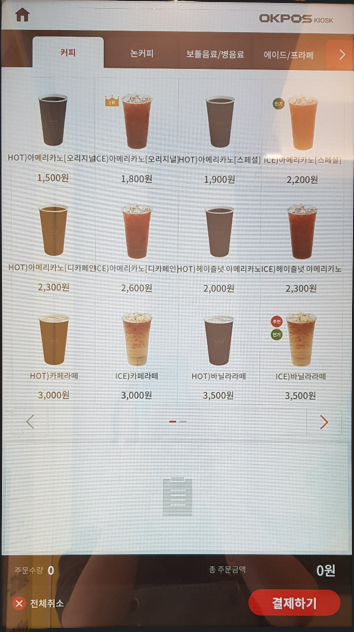 OKPOS KIOSK
커피 논커피 보틀음료/병음료 에이드/프라페
HOT)아메리카노[오리지널 ICE)아메리카노[오리지널] HOT)아메리카노[스페셜] ICE)아메리카노[스페셜]
1,500원 1,800원 1,900원 2,200원
HOT)아메리카노[디카페인 ICE)아메리카노[디카페인] HOT)헤이즐넛 아메리카노 ICE)헤이즐넛 아메리카노
2,300원 2,600원 2,000원 2,300원
HOT)카페라떼 ICE)카페라떼 HOT)바닐라라떼 ICE)바닐라라떼
3,000원 3,000원 3,500원 3,500원
주문수량 0 총 주문금액 0원
전체취소 결제하기